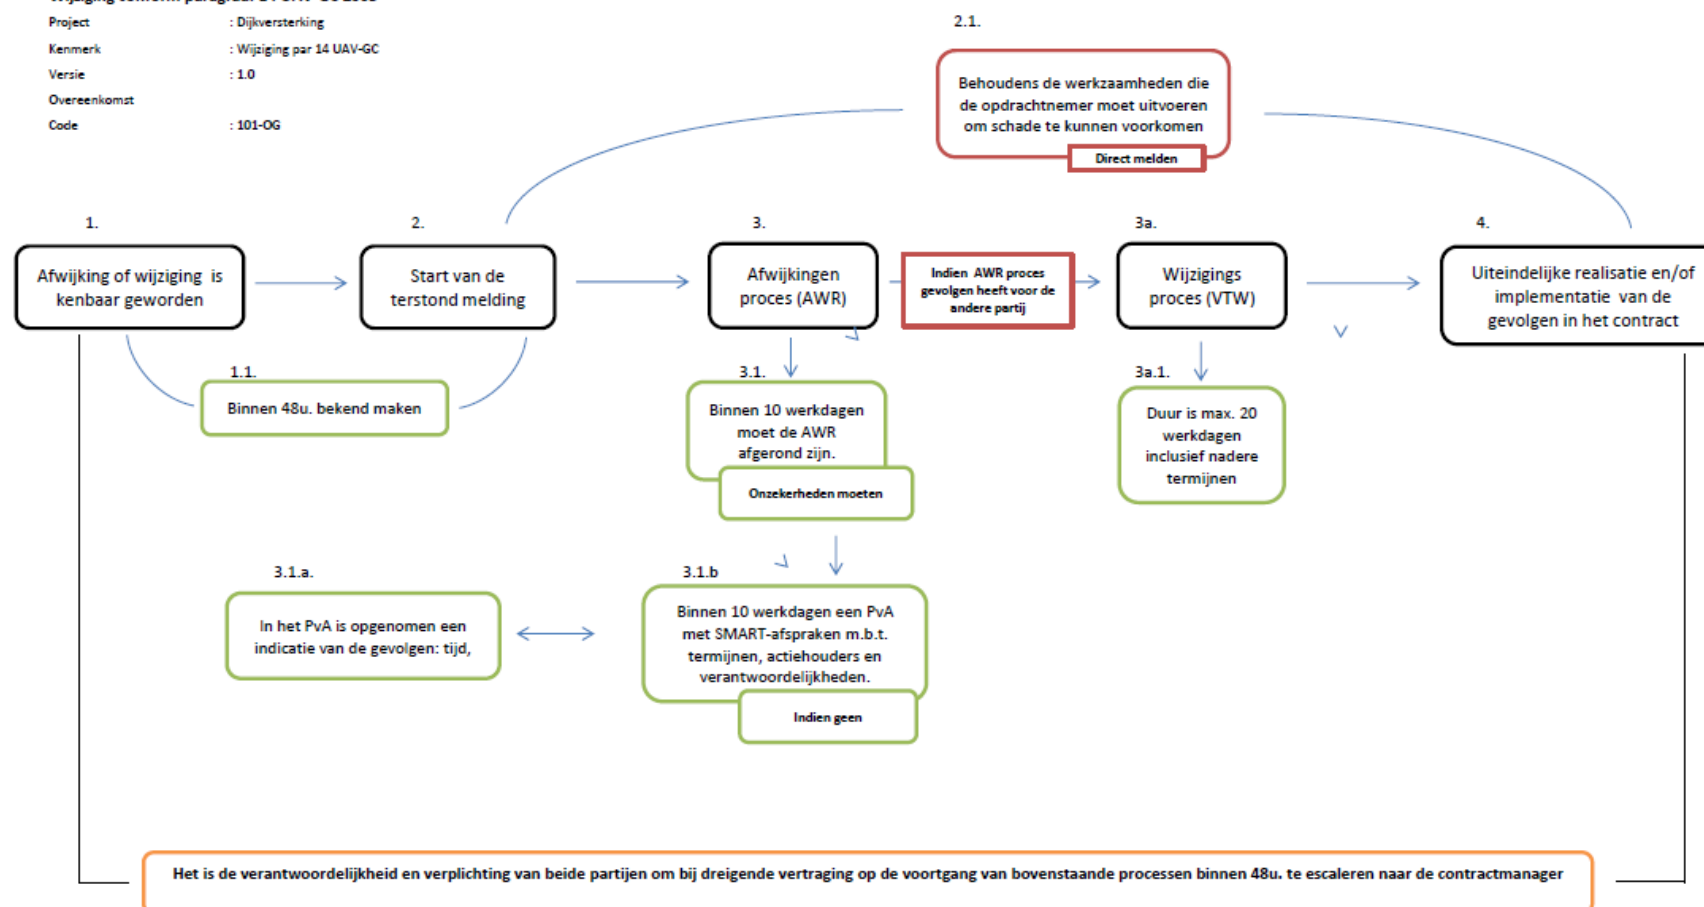 Project : Dijkversterking
Kenmerk : Wijziging par 14 UAV-GC
Versie : 1.0
Overeenkomst
Code : 101-OG
2.1.
Behoudens de werkzaamheden die
de opdrachtnemer moet uitvoeren
om schade te kunnen voorkomen
Direct melden
1.
Afwijking of wijziging is
kenbaar geworden
2.
Start van de
terstond melding
3.
Afwijkingen
proces (AWR)
Indien AWR proces
gevolgen heeft voor de
andere partij
3a.
Wijzigings
proces (VTW)
4.
Uiteindelijke realisatie en/of
implementatie van de
gevolgen in het contract
1.1.
Binnen 48u. bekend maken
3.1.
Binnen 10 werkdagen
moet de AWR
afgerond zijn.
Onzekerheden moeten
3a.1.
Duur is max. 20
werkdagen
inclusief nadere
termijnen
3.1.a.
In het PvA is opgenomen een
indicatie van de gevolgen: tijd,
3.1.b
Binnen 10 werkdagen een PvA
met SMART-afspraken m.b.t.
termijnen, actiehouders en
verantwoordelijkheden.
Indien geen
Het is de verantwoordelijkheid en verplichting van beide partijen om bij dreigende vertraging op de voortgang van bovenstaande processen binnen 48u. te escaleren naar de contractmanager